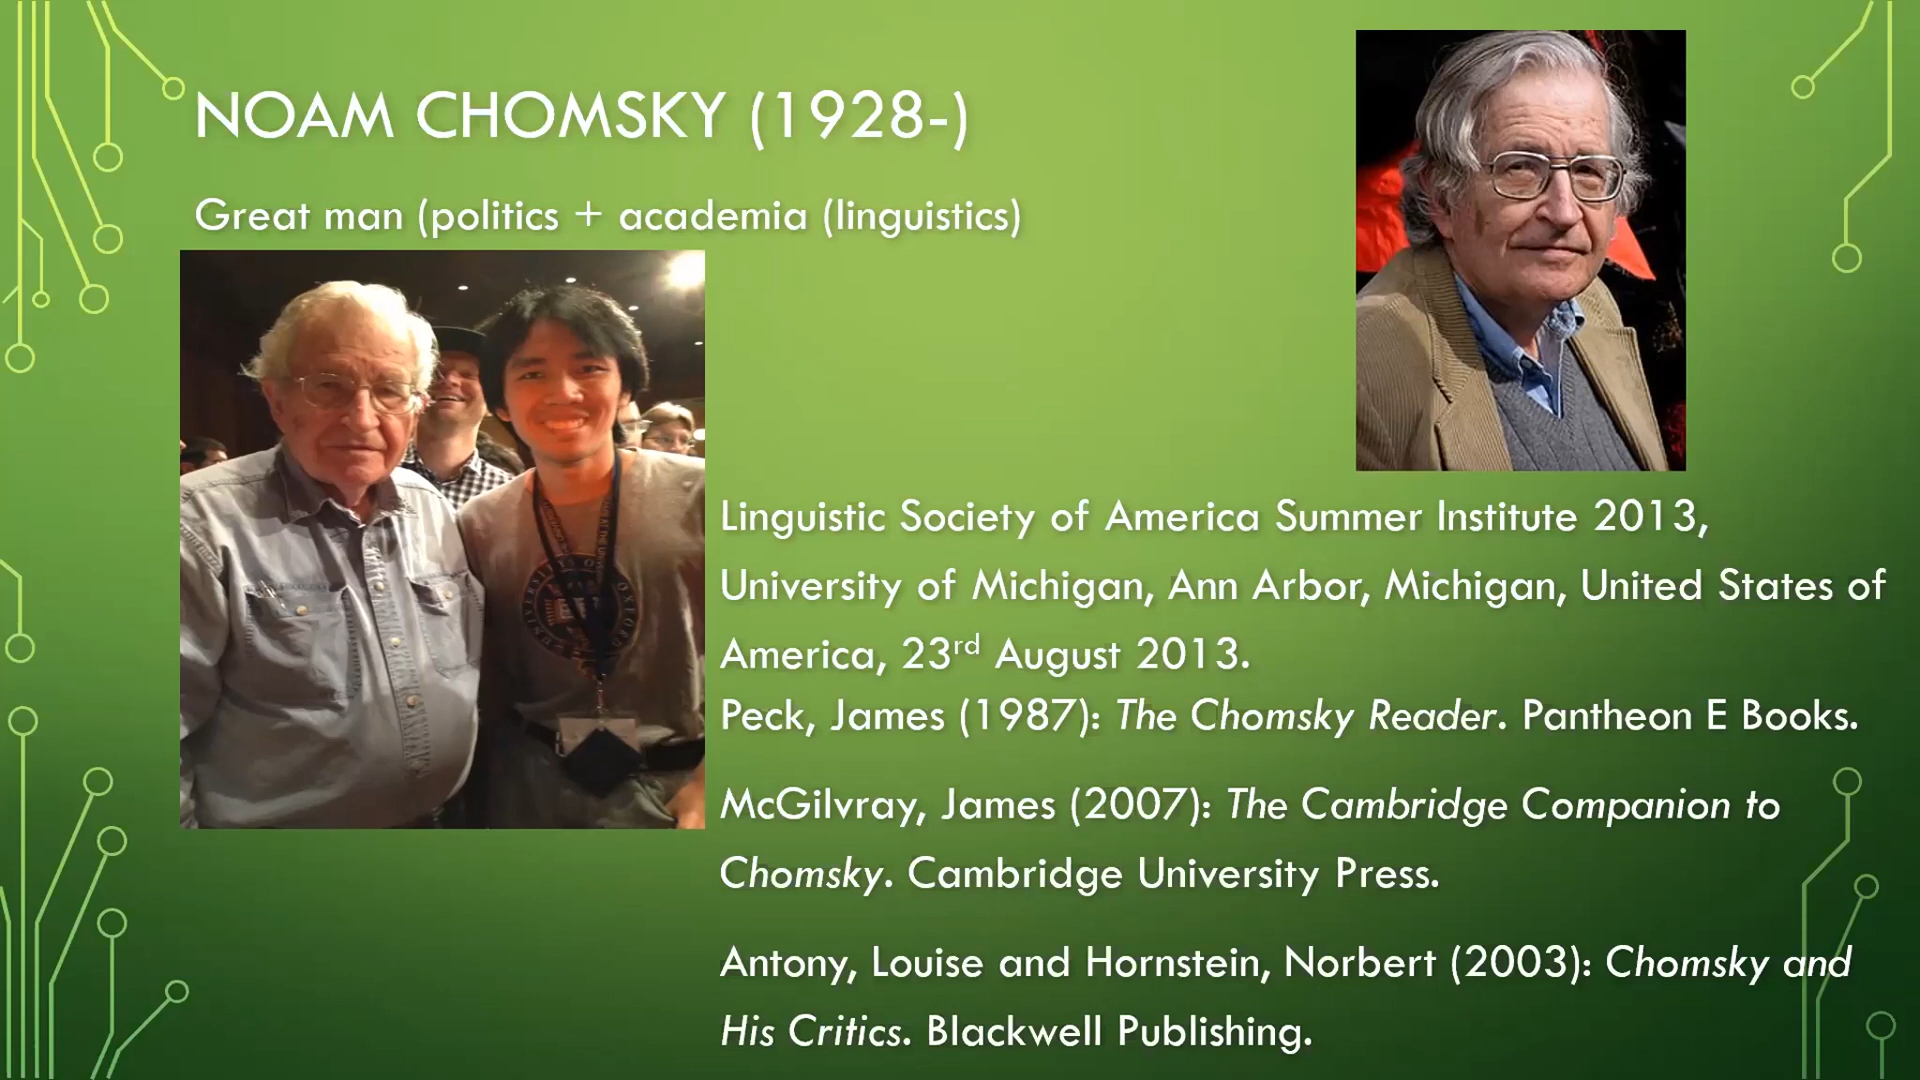 NOAM CHOMSKY (1928-)
Great man (politics + academia (linguistics)
Linguistic Society of America Summer Institute 2013,
University of Michigan, Ann Arbor, Michigan, United States of
America, 23rd August 2013.
Peck, James (1987): The Chomsky Reader. Pantheon E Books.
McGilvray, James (2007): The Cambridge Companion to
Chomsky. Cambridge University Press.
Antony, Louise and Hornstein, Norbert (2003): Chomsky and
His Critics. Blackwell Publishing.
UNIVERSITY OF OXFORD